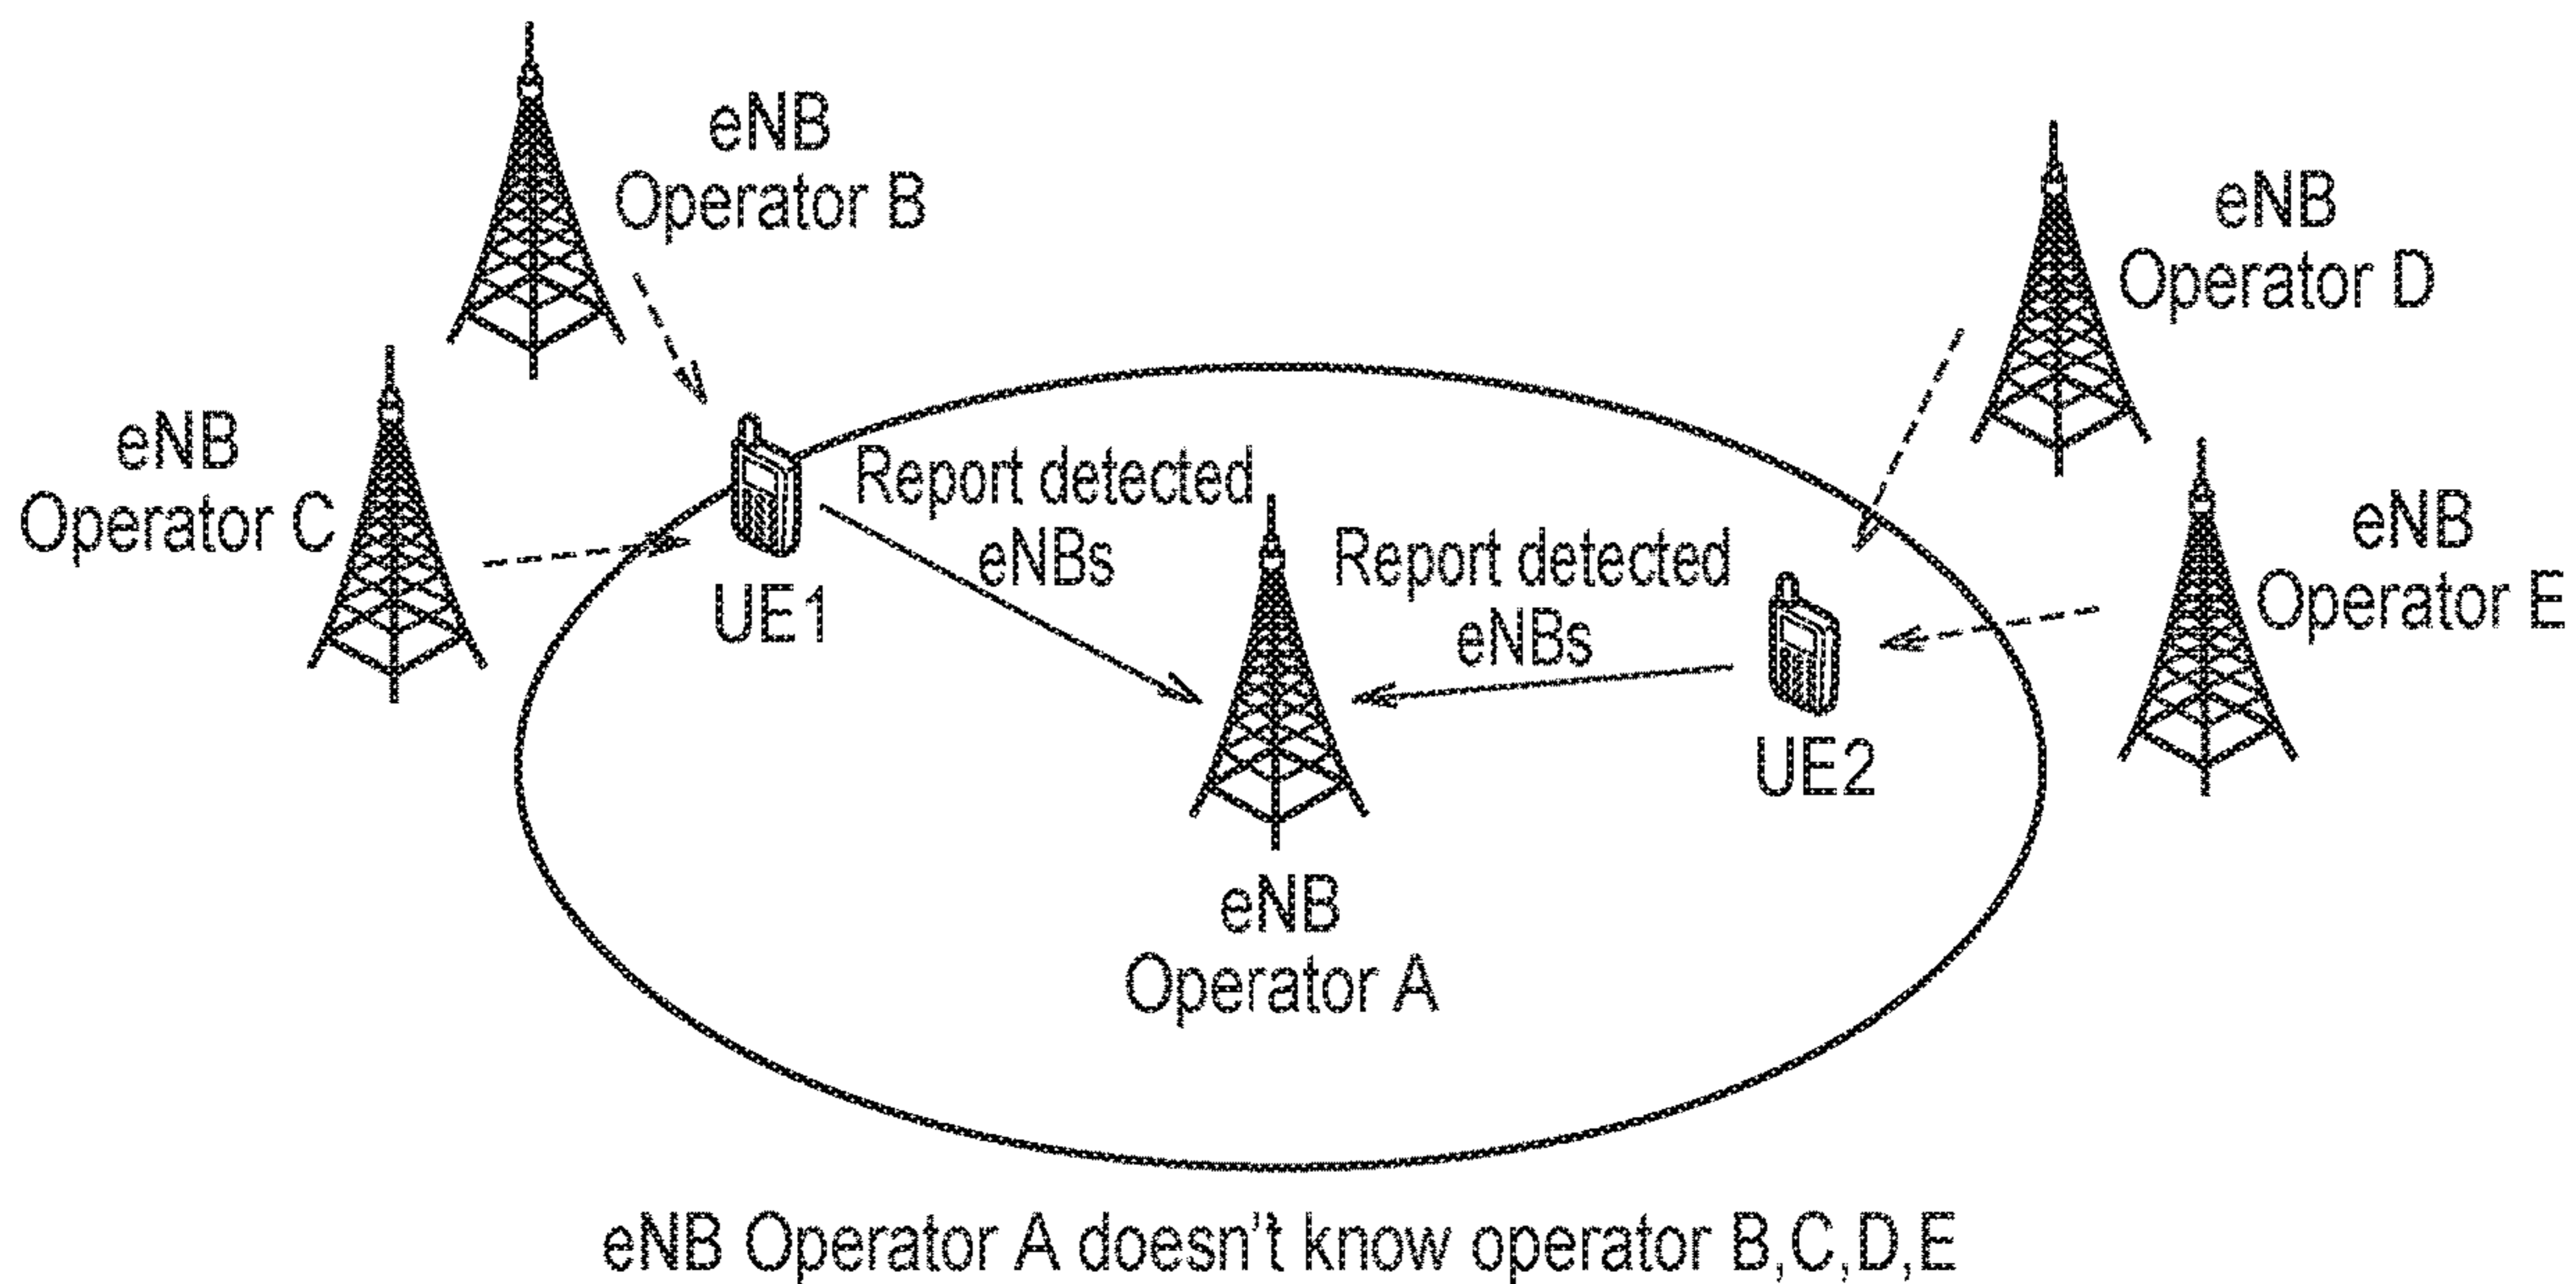 eNB
Operator B
eNB
Operator D
eNB
Operator C
Report detected
eNBs
UE1
Report detected
eNBs
eNB
Operator E
UE2
eNB
Operator A
eNB Operator A doesn't know operator B,C,D,E